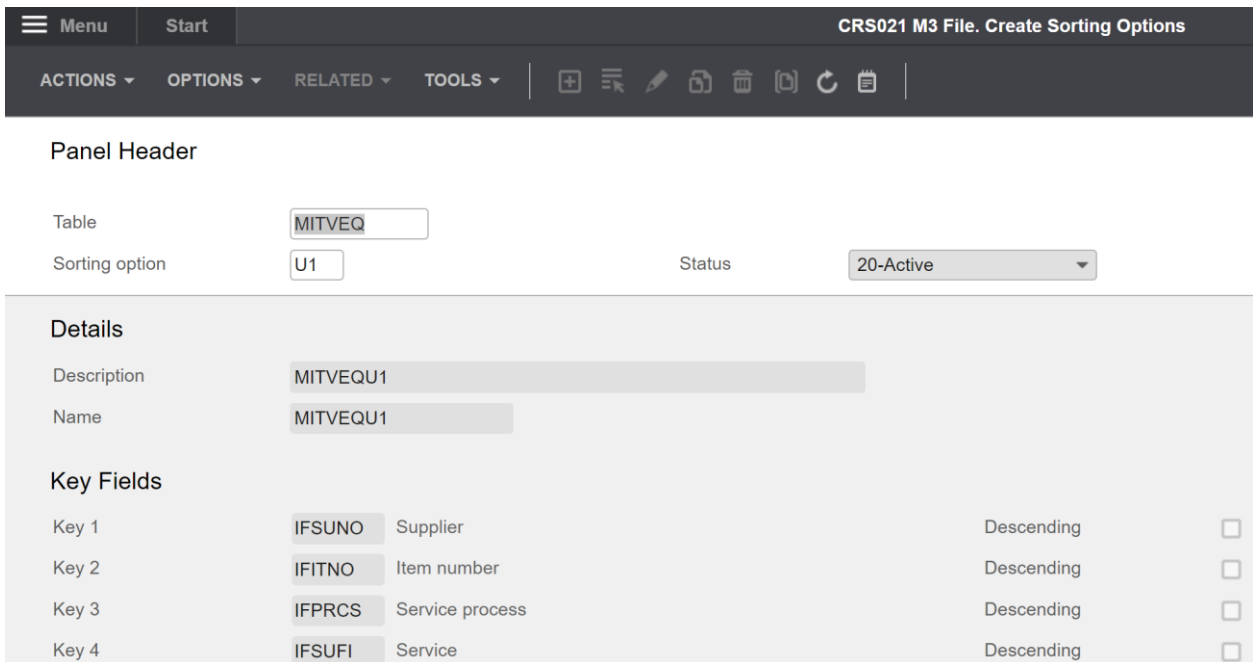 Menu Start CRS021 M3 File. Create Sorting Options
ACTIONS OPTIONS RELATED TOOLS
Panel Header
Table MITVEQ
Sorting option U1 Status 20-Active
Details
Description MITVEQU1
Name MITVEQU1
Key Fields
Key 1 IFSUNO Supplier Descending
Key 2 IFITNO Item number Descending
Key 3 IFPRCS Service process Descending
Key 4 IFSUFI Service Descending